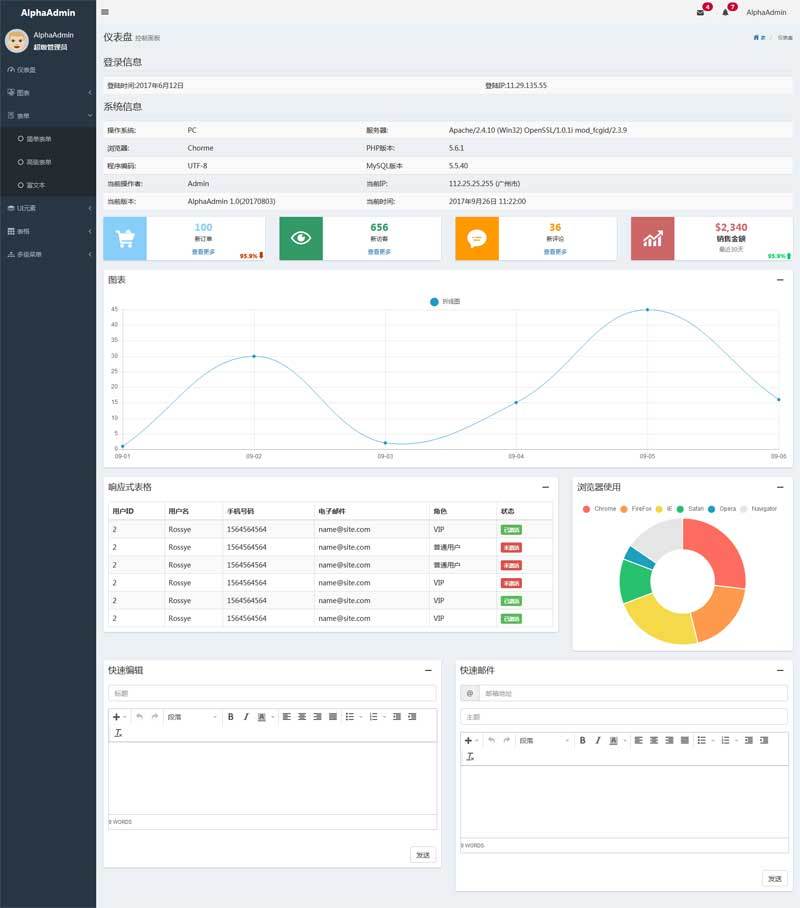 AlphaAdmin
4
7
AlphaAdmin
AlphaAdmin
超级管理员
仪表盘
图表
表单
简单表单
高级表单
富文本
UI元素
表格
多级菜单
仪表盘 控制面板
/ 仪表盘
登录信息
登陆时间:2017年6月12日 登陆IP:11.29.135.55
系统信息
操作系统: PC 服务器: Apache/2.4.10 (Win32) OpenSSL/1.0.1i mod_fcgid/2.3.9
浏览器: Chorme PHP版本: 5.6.1
程序编码: UTF-8 MySQL版本 5.5.40
当前操作者: Admin 当前IP: 112.25.25.255 (广州市)
当前版本: AlphaAdmin 1.0(20170803) 当前时间: 2017年9月26日 11:22:00
100
新订单
查看更多
95.9%
656
新访客
查看更多
36
新评论
查看更多
$2,340
销售金额
最近30天
95.9%
图表
折线图
45
40
35
30
25
20
15
10
5
0
09-01 09-02 09-03 09-04 09-05 09-06
响应式表格
用户ID 用户名 手机号码 电子邮件 角色 状态
2 Rossye 1564564564 name@site.com VIP 已激活
2 Rossye 1564564564 name@site.com 普通用户 未激活
2 Rossye 1564564564 name@site.com 普通用户 未激活
2 Rossye 1564564564 name@site.com VIP 未激活
2 Rossye 1564564564 name@site.com VIP 已激活
2 Rossye 1564564564 name@site.com VIP 已激活
浏览器使用
Chrome FireFox IE Safari Opera Navigator
快速编辑
标题
段落 B I A
0 WORDS
发送
快速邮件
@ 邮箱地址
主题
段落 B I A
0 WORDS
发送